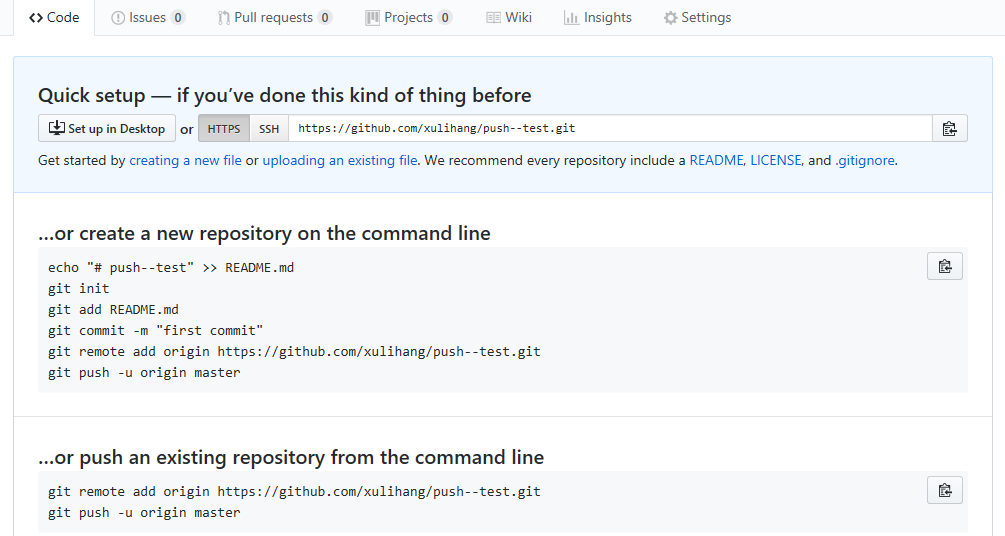 Code Issues 0 Pull requests 0 Projects 0 Wiki Insights Settings
Quick setup — if you’ve done this kind of thing before
Set up in Desktop or HTTPS SSH https://github.com/xulihang/push--test.git
Get started by creating a new file or uploading an existing file. We recommend every repository include a README, LICENSE, and .gitignore.
…or create a new repository on the command line
echo "# push--test" >> README.md
git init
git add README.md
git commit -m "first commit"
git remote add origin https://github.com/xulihang/push--test.git
git push -u origin master
…or push an existing repository from the command line
git remote add origin https://github.com/xulihang/push--test.git
git push -u origin master